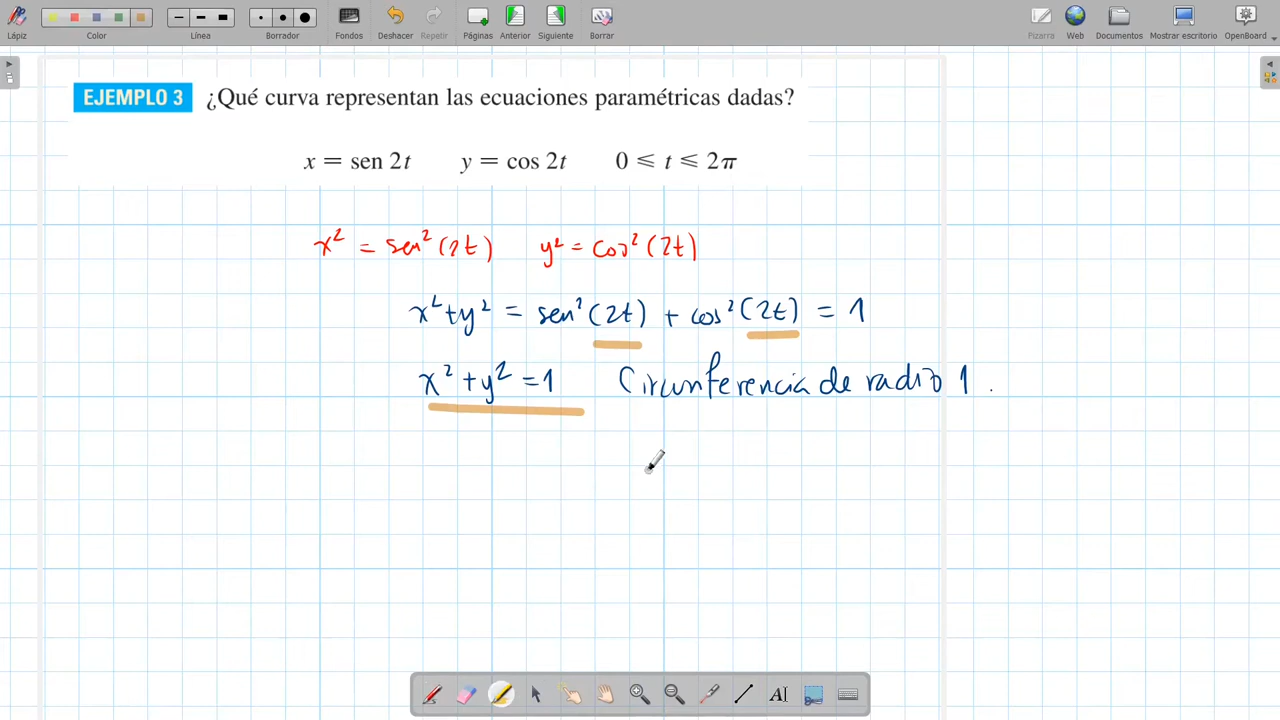 Lápiz Color Línea Borrador Fondos Deshacer Repetir Páginas Anterior Siguiente Borrar Pizarra Web Documentos Mostrar escritorio OpenBoard
EJEMPLO 3 ¿Qué curva representan las ecuaciones paramétricas dadas?
x = sen 2t y = cos 2t 0 ⩽ t ⩽ 2π
x² = sen² (2t) y² = cos² (2t)
x² + y² = sen² (2t) + cos² (2t) = 1
x² + y² = 1 Circunferencia de radio 1.